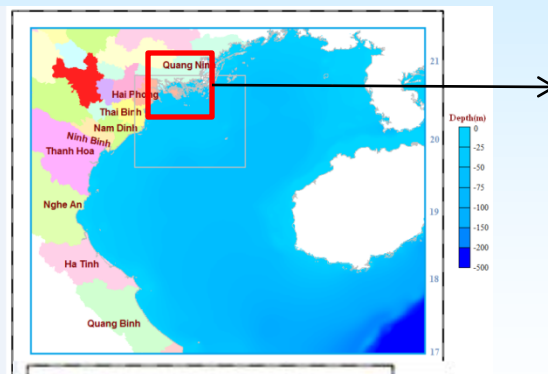 Quang Nin
Hai Phong
Thai Binh
Nam Dinh
Ninh Binh
Thanh Hoa
Nghe An
Ha Tinh
Quang Binh
21
20
19
18
17
Depth(m)
0
-25
-50
-75
-100
-150
-200
-500